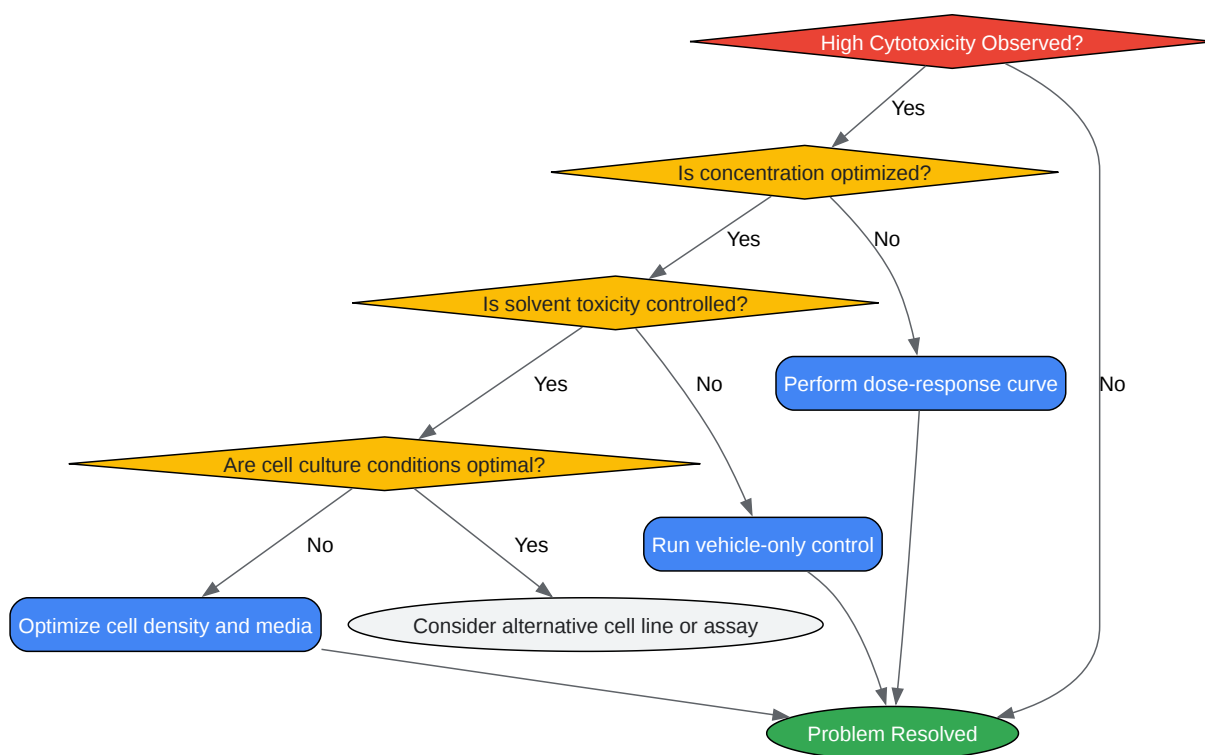 High Cytotoxicity Observed?
Yes
Is concentration optimized?
Yes
No
Is solvent toxicity controlled?
Perform dose-response curve
No
Yes
No
Are cell culture conditions optimal?
Run vehicle-only control
No
Yes
Optimize cell density and media
Consider alternative cell line or assay
Problem Resolved